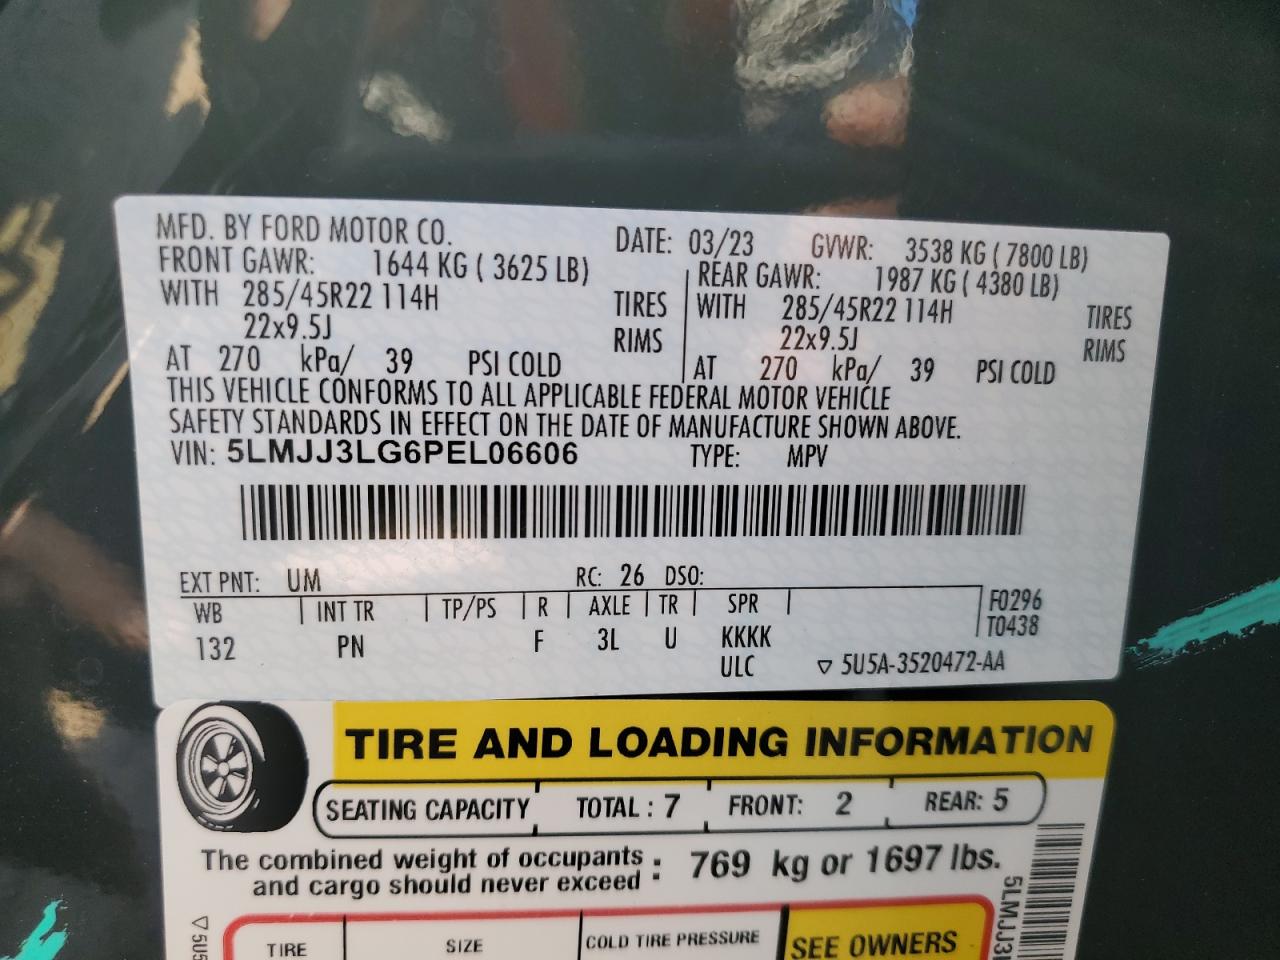 MFD. BY FORD MOTOR CO. DATE: 03/23 GVWR: 3538 KG ( 7800 LB)
FRONT GAWR: 1644 KG ( 3625 LB) REAR GAWR: 1987 KG ( 4380 LB)
WITH 285/45R22 114H TIRES WITH 285/45R22 114H TIRES
22x9.5J RIMS 22x9.5J RIMS
AT 270 kPa/ 39 PSI COLD AT 270 kPa/ 39 PSI COLD
THIS VEHICLE CONFORMS TO ALL APPLICABLE FEDERAL MOTOR VEHICLE
SAFETY STANDARDS IN EFFECT ON THE DATE OF MANUFACTURE SHOWN ABOVE.
VIN: 5LMJJ3LG6PEL06606 TYPE: MPV
EXT PNT: UM RC: 26 DSO:
WB INT TR TP/PS R AXLE TR SPR F0296
T0438
132 PN F 3L U KKKK
ULC ▽ 5U5A-3520472-AA
TIRE AND LOADING INFORMATION
SEATING CAPACITY TOTAL : 7 FRONT: 2 REAR: 5
The combined weight of occupants
and cargo should never exceed : 769 kg or 1697 lbs.
TIRE SIZE COLD TIRE PRESSURE SEE OWNERS
▽ 5U5
5LMJJ3